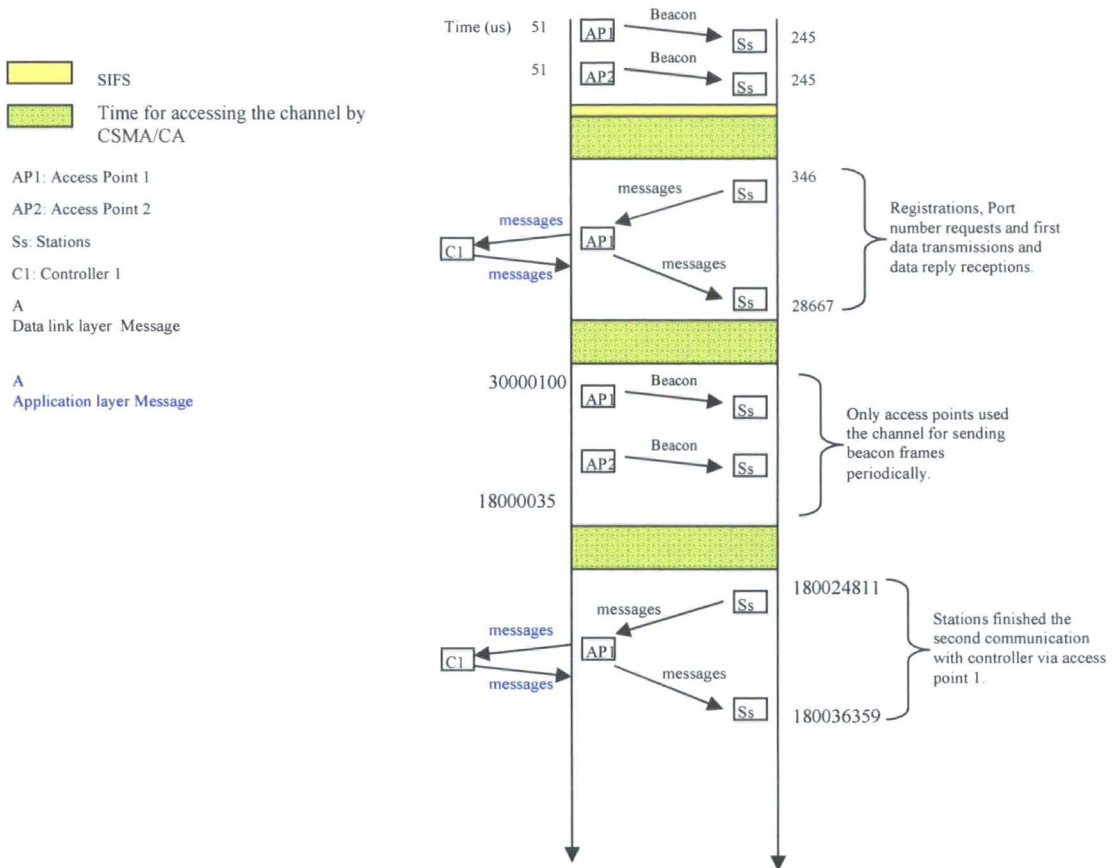 Time (us) 51 AP1 Beacon Ss 245
51 AP2 Beacon Ss 245
SIFS
Time for accessing the channel by
CSMA/CA
AP1: Access Point 1
AP2: Access Point 2
Ss: Stations
C1: Controller 1
A
Data link layer Message
A
Application layer Message
346
messages
Ss
messages
AP1
C1
messages
messages
Ss
28667
Registrations, Port
number requests and first
data transmissions and
data reply receptions.
30000100
Beacon
AP1
Ss
Beacon
AP2
Ss
18000035
Only access points used
the channel for sending
beacon frames
periodically.
180024811
messages
Ss
messages
AP1
C1
messages
messages
Ss
180036359
Stations finished the
second communication
with controller via access
point 1.